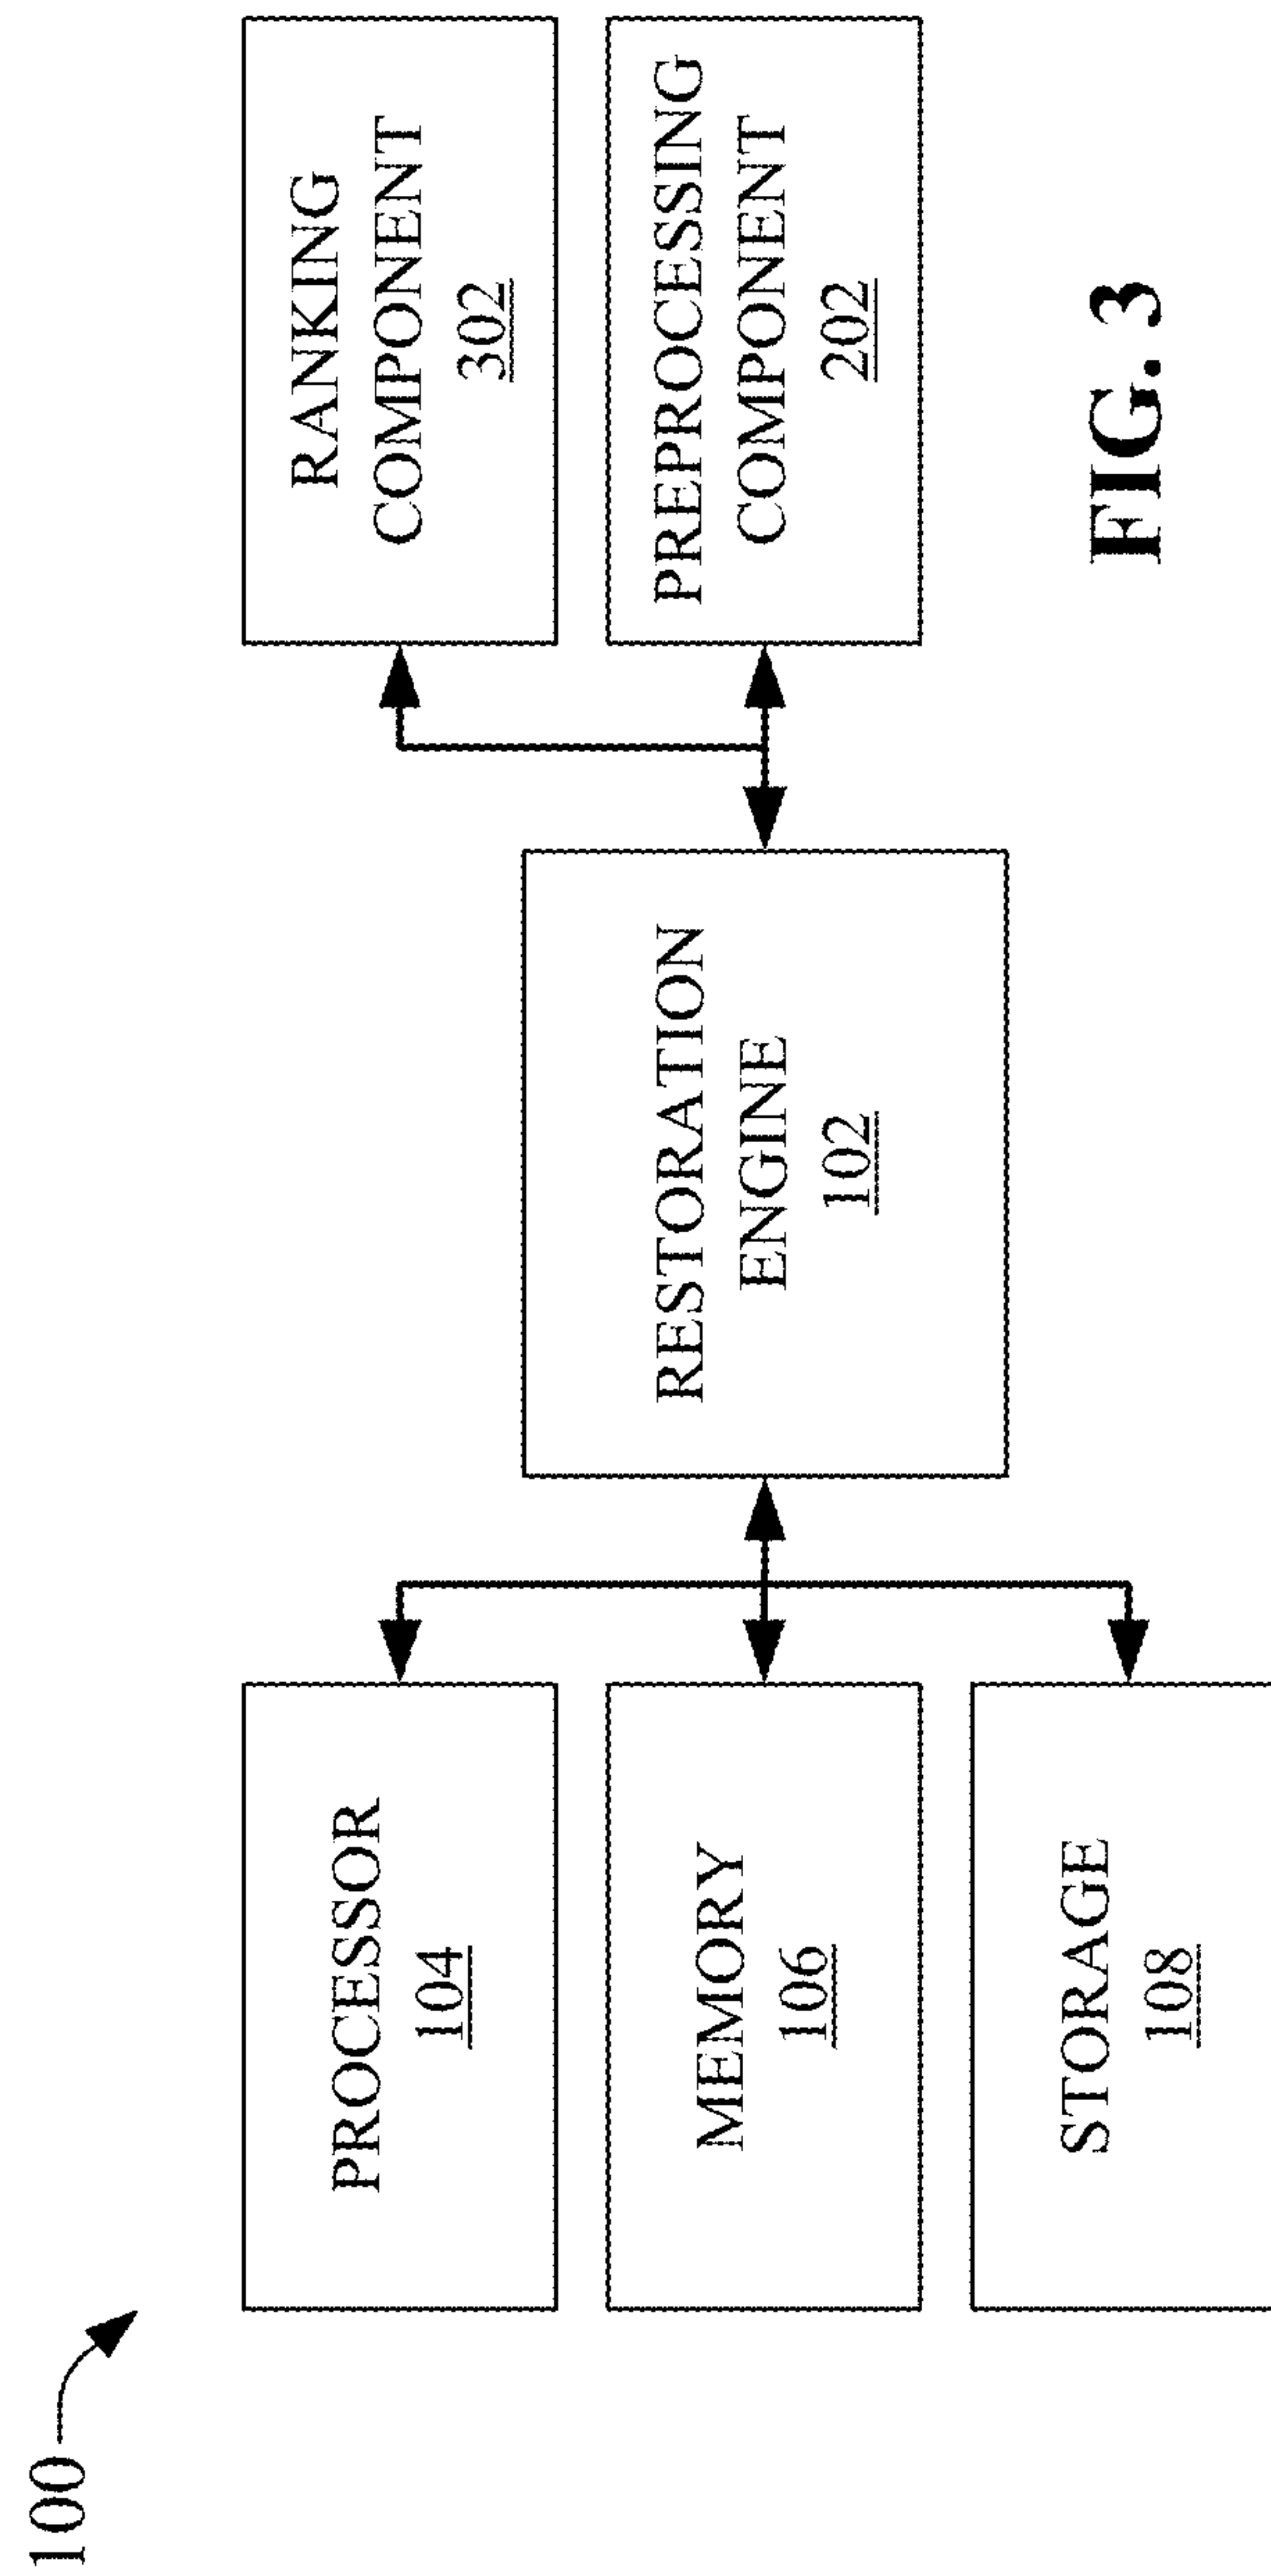 100
PROCESSOR
104
MEMORY
106
STORAGE
108
RESTORATION
ENGINE
102
RANKING
COMPONENT
302
PREPROCESSING
COMPONENT
202
FIG. 3